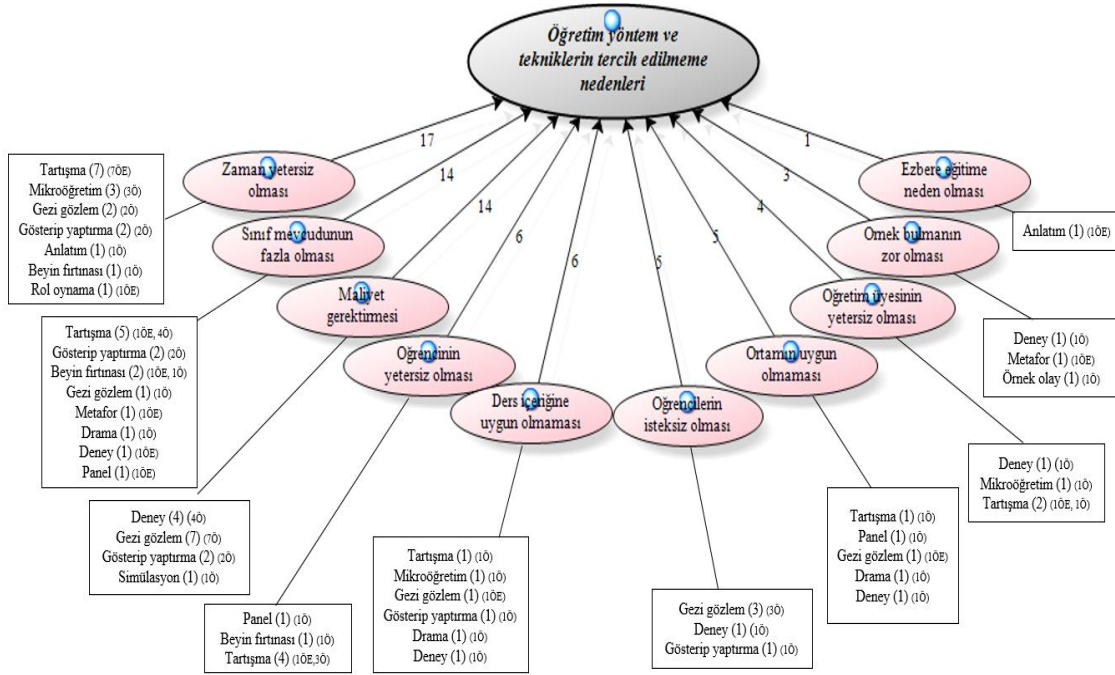 Öğretim yöntem ve
tekniklerin tercih edilmeme
nedenleri
17
14
14
6
6
5
5
4
3
1
Zaman yetersiz
olması
Sınıf mevcudunun
fazla olması
Maliyet
gerektirmesi
Öğrencinin
yetersiz olması
Ders içeriğine
uygun olmaması
Öğrencilerin
isteksiz olması
Ortamın uygun
olmaması
Öğretim üyesinin
yetersiz olması
Örnek bulmanın
zor olması
Ezbere eğitime
neden olması
Tartışma (7) (7ÖE)
Mikroöğretim (3) (3Ö)
Gezi gözlem (2) (2Ö)
Gösterip yaptırma (2) (2Ö)
Anlatım (1) (1Ö)
Beyin fırtınası (1) (1Ö)
Rol oynama (1) (1ÖE)
Tartışma (5) (1ÖE, 4Ö)
Gösterip yaptırma (2) (2Ö)
Beyin fırtınası (2) (1ÖE, 1Ö)
Gezi gözlem (1) (1Ö)
Metafor (1) (1ÖE)
Drama (1) (1Ö)
Deney (1) (1ÖE)
Panel (1) (1ÖE)
Deney (4) (4Ö)
Gezi gözlem (7) (7Ö)
Gösterip yaptırma (2) (2Ö)
Simülasyon (1) (1Ö)
Panel (1) (1Ö)
Beyin fırtınası (1) (1Ö)
Tartışma (4) (1ÖE,3Ö)
Tartışma (1) (1Ö)
Mikroöğretim (1) (1Ö)
Gezi gözlem (1) (1ÖE)
Gösterip yaptırma (1) (1Ö)
Drama (1) (1Ö)
Deney (1) (1Ö)
Gezi gözlem (3) (3Ö)
Deney (1) (1Ö)
Gösterip yaptırma (1) (1Ö)
Tartışma (1) (1Ö)
Panel (1) (1Ö)
Gezi gözlem (1) (1ÖE)
Drama (1) (1Ö)
Deney (1) (1Ö)
Deney (1) (1Ö)
Mikroöğretim (1) (1Ö)
Tartışma (2) (1ÖE, 1Ö)
Deney (1) (1Ö)
Metafor (1) (1ÖE)
Örnek olay (1) (1Ö)
Anlatım (1) (1ÖE)